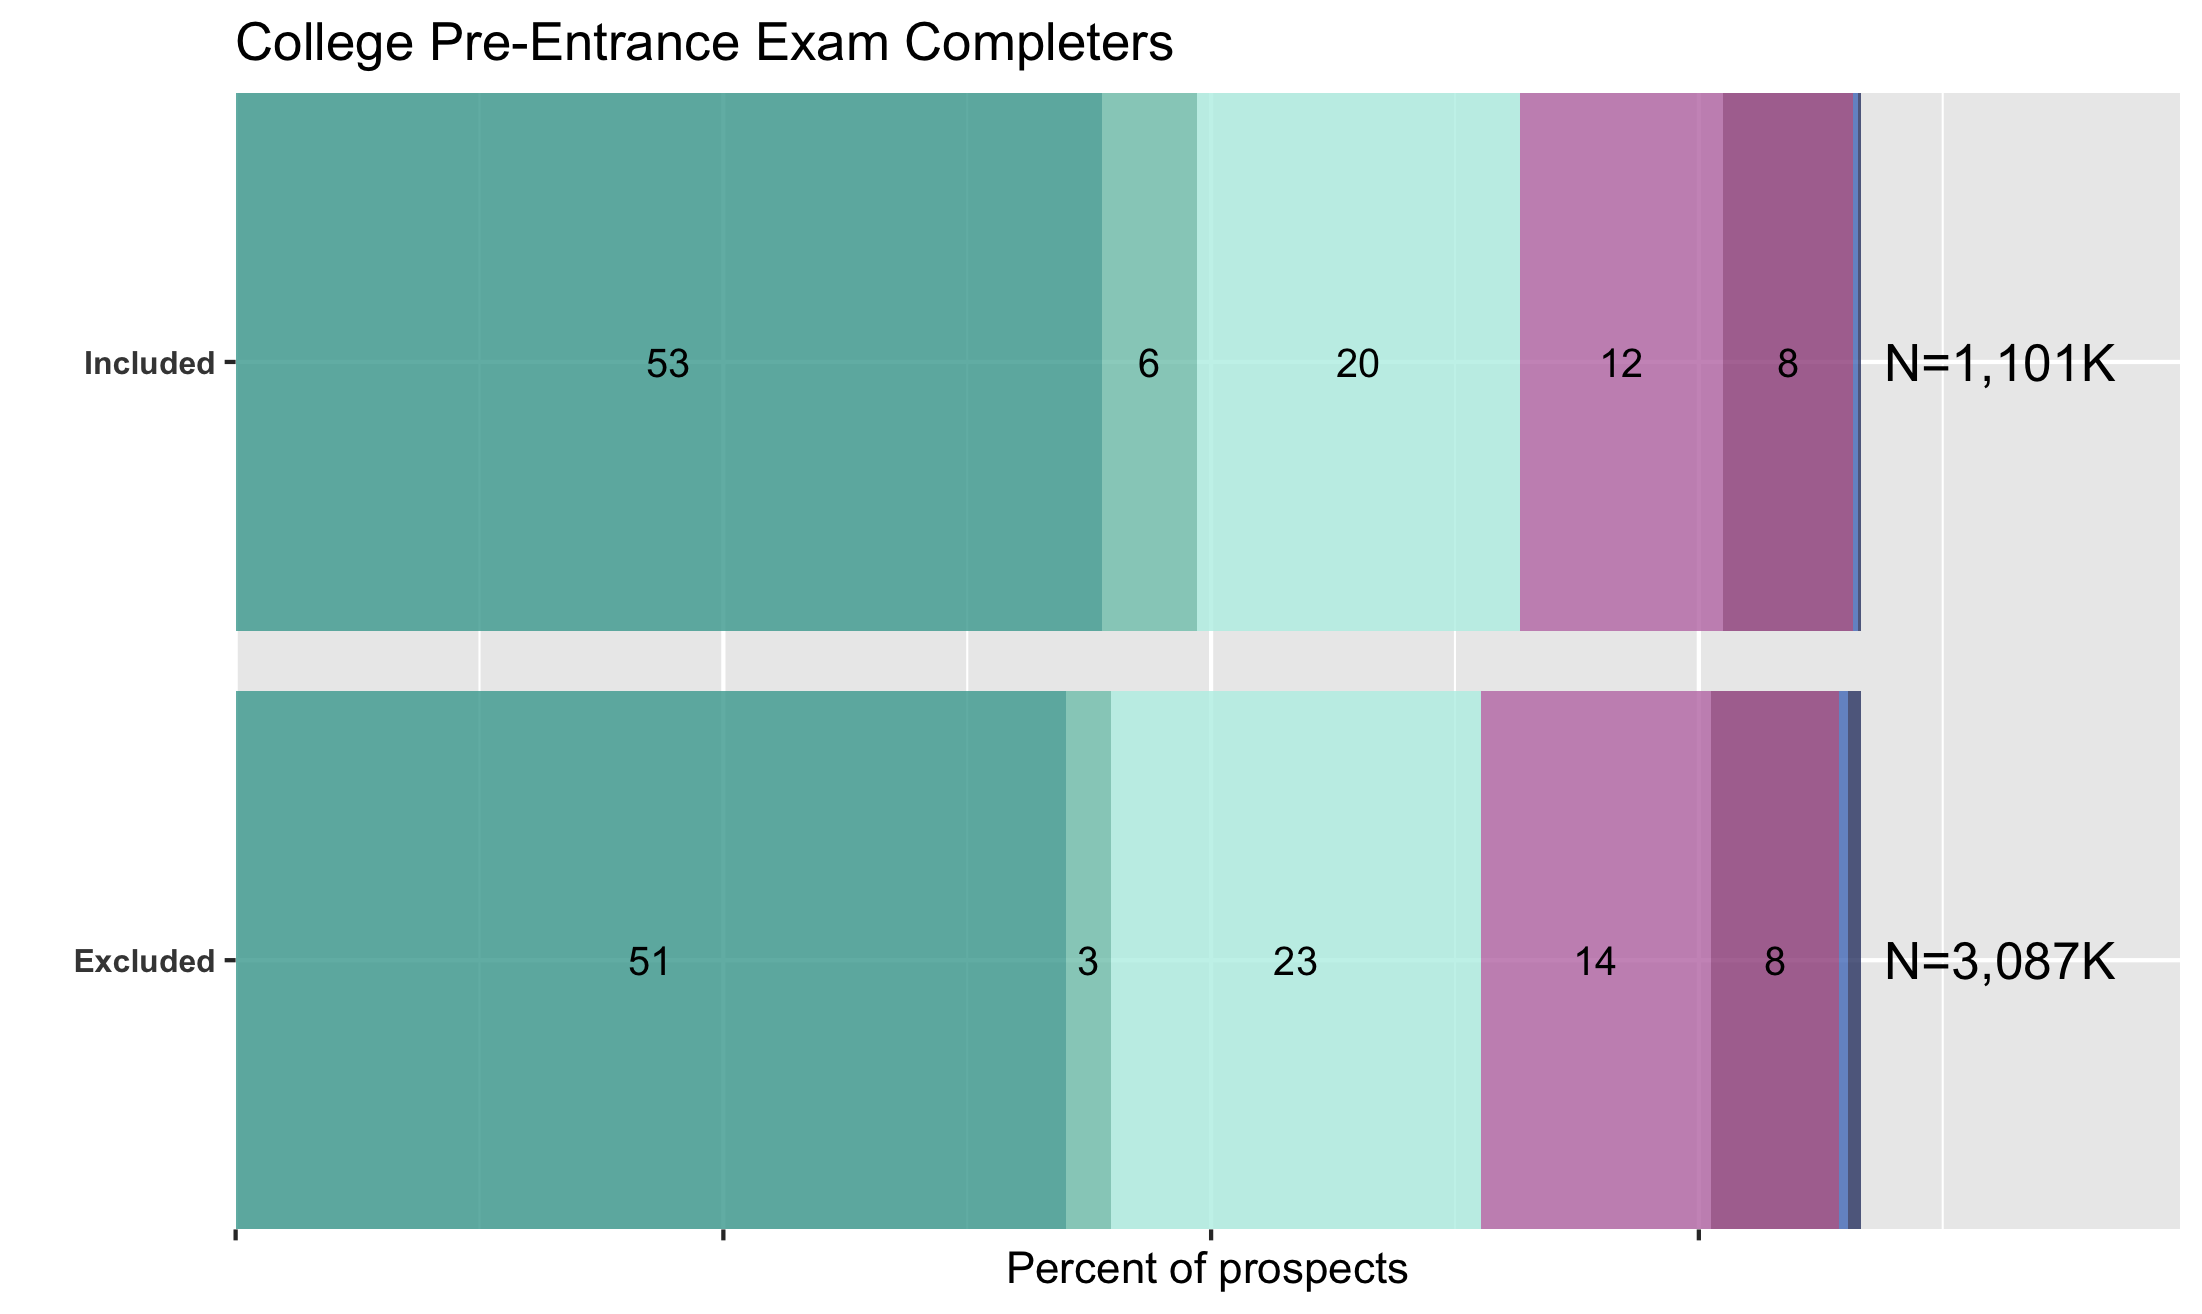 College Pre-Entrance Exam Completers
Included 53 6 20 12 8 N=1,101K
Excluded 51 3 23 14 8 N=3,087K
Percent of prospects